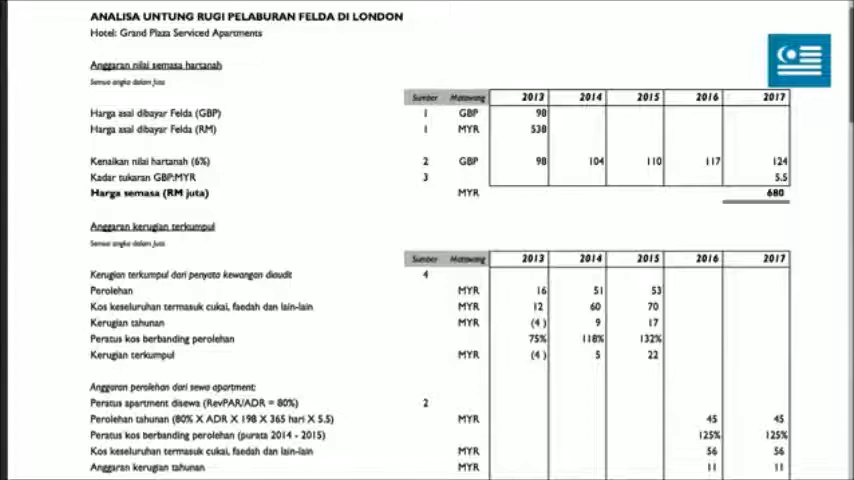 ANALISA UNTUNG RUGI PELABURAN FELDA DI LONDON
Hotel: Grand Plaza Serviced Apartments
Anggaran nilai semasa hartanah
Semua angka dalam Juta
Sumber Matawang 2013 2014 2015 2016 2017
Harga asal dibayar Felda (GBP) 1 GBP 98
Harga asal dibayar Felda (RM) 1 MYR 538
Kenaikan nilai hartanah (6%) 2 GBP 98 104 110 117 124
Kadar tukaran GBP:MYR 3 5.5
Harga semasa (RM juta) MYR 680
Anggaran kerugian terkumpul
Semua angka dalam Juta
Sumber Matawang 2013 2014 2015 2016 2017
Kerugian terkumpul dari penyata kewangan diaudit 4
Perolehan MYR 16 51 53
Kos keseluruhan termasuk cukai, faedah dan lain-lain MYR 12 60 70
Kerugian tahunan MYR (4 ) 9 17
Peratus kos berbanding perolehan 75% 118% 132%
Kerugian terkumpul MYR (4 ) 5 22
Anggaran perolehan dari sewa apartment:
Peratus apartment disewa (RevPAR/ADR = 80%) 2
Perolehan tahunan (80% X ADR X 198 X 365 hari X 5.5) MYR 45 45
Peratus kos berbanding perolehan (purata 2014 - 2015) 125% 125%
Kos keseluruhan termasuk cukai, faedah dan lain-lain MYR 56 56
Anggaran kerugian tahunan MYR 11 11